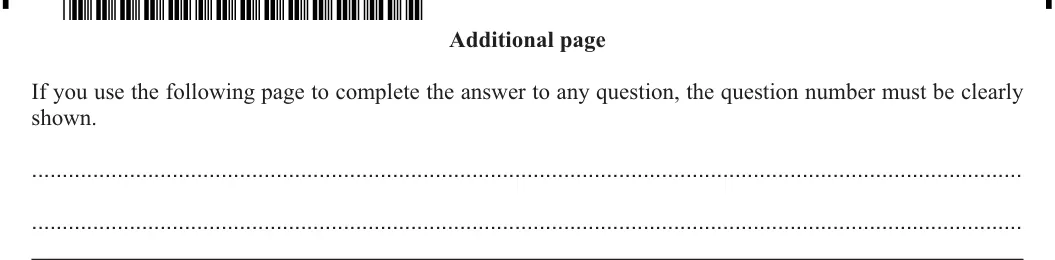 Additional page
If you use the following page to complete the answer to any question, the question number must be clearly
shown.